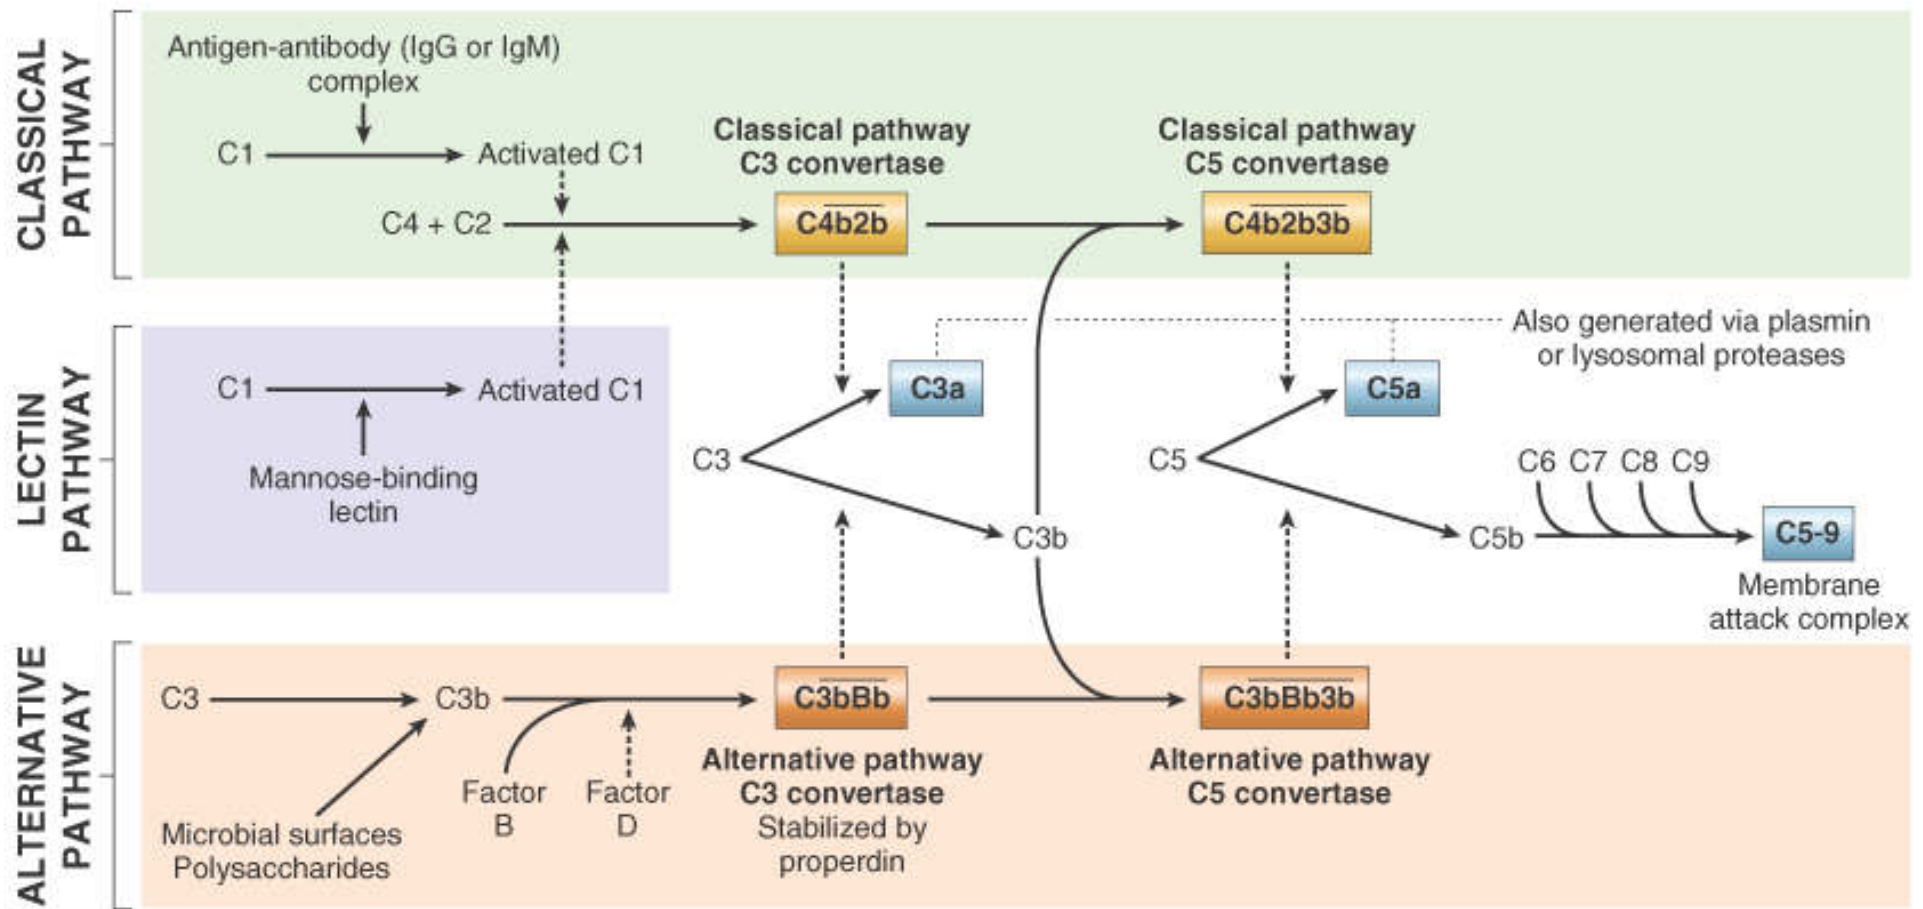 CLASSICAL
PATHWAY
Antigen-antibody (IgG or IgM)
complex
C1
Activated C1
C4 + C2
Classical pathway
C3 convertase
C4b2b
Classical pathway
C5 convertase
C4b2b3b
LECTIN
PATHWAY
C1
Activated C1
Mannose-binding
lectin
C3
C3a
C3b
C5
C5a
Also generated via plasmin
or lysosomal proteases
C5b
C6 C7 C8 C9
C5-9
Membrane
attack complex
ALTERNATIVE
PATHWAY
C3
C3b
Microbial surfaces
Polysaccharides
Factor
B
Factor
D
C3bBb
Alternative pathway
C3 convertase
Stabilized by
properdin
C3bBb3b
Alternative pathway
C5 convertase